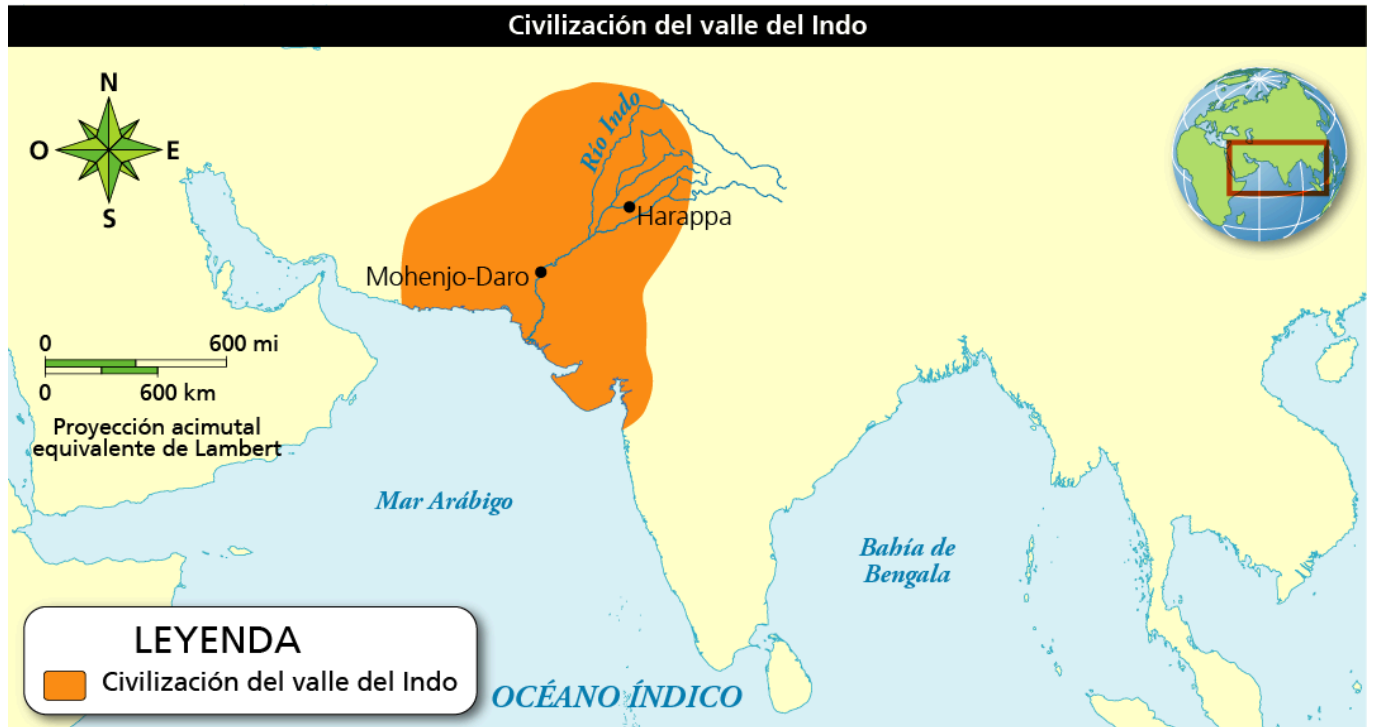 Civilización del valle del Indo
N
O
E
S
Río Indo
Harappa
Mohenjo-Daro
0 600 mi
0 600 km
Proyección acimutal
equivalente de Lambert
Mar Arábigo
Bahía de
Bengala
LEYENDA
Civilización del valle del Indo
OCÉANO ÍNDICO